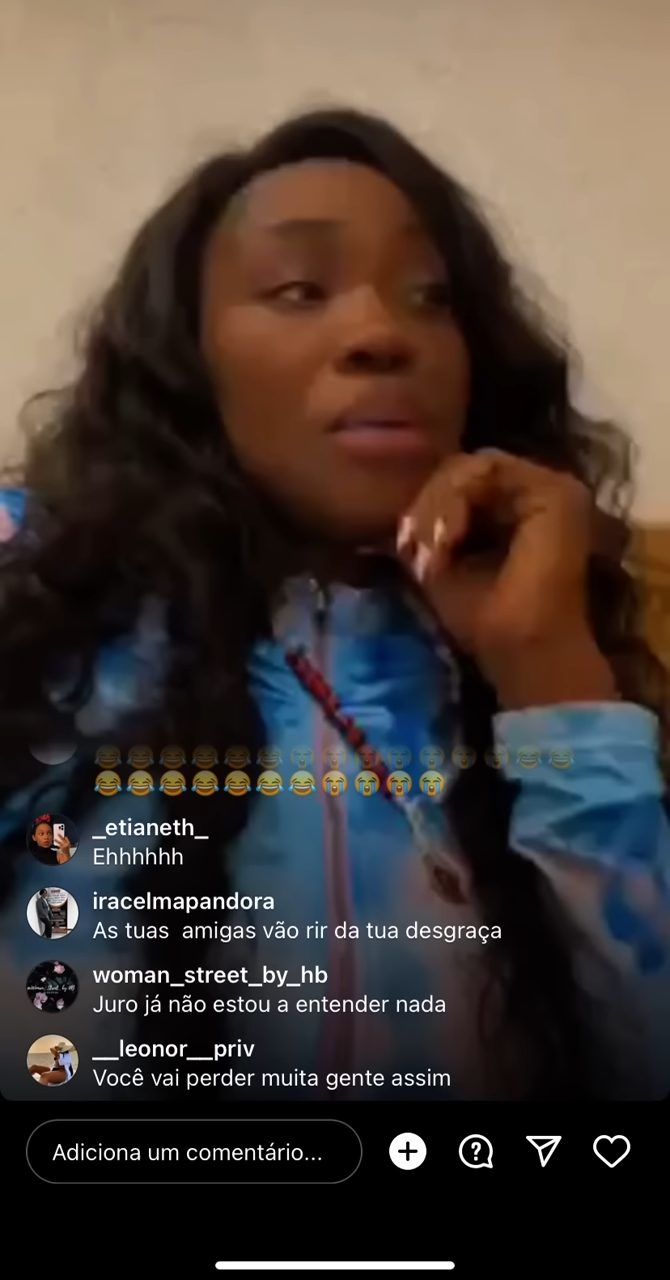 😂😂😂😂😂😂😭😭😭😭😭😭😭😂😂
😂😂😂😂😂😂😂😭😭😭😭
_etianeth_
Ehhhhhh
iracelmapandora
As tuas  amigas vão rir da tua desgraça
woman_street_by_hb
Juro já não estou a entender nada
__leonor__priv
Você vai perder muita gente assim
Adiciona um comentário...